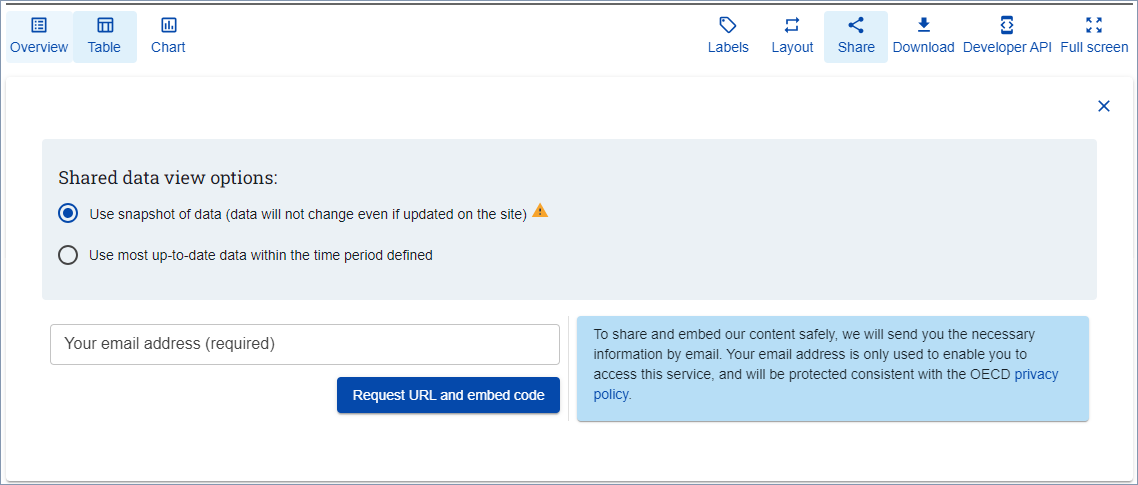 Overview Table Chart Labels Layout Share Download Developer API Full screen
Shared data view options:
Use snapshot of data (data will not change even if updated on the site)
Use most up-to-date data within the time period defined
Your email address (required)
Request URL and embed code
To share and embed our content safely, we will send you the necessary
information by email. Your email address is only used to enable you to
access this service, and will be protected consistent with the OECD privacy
policy.